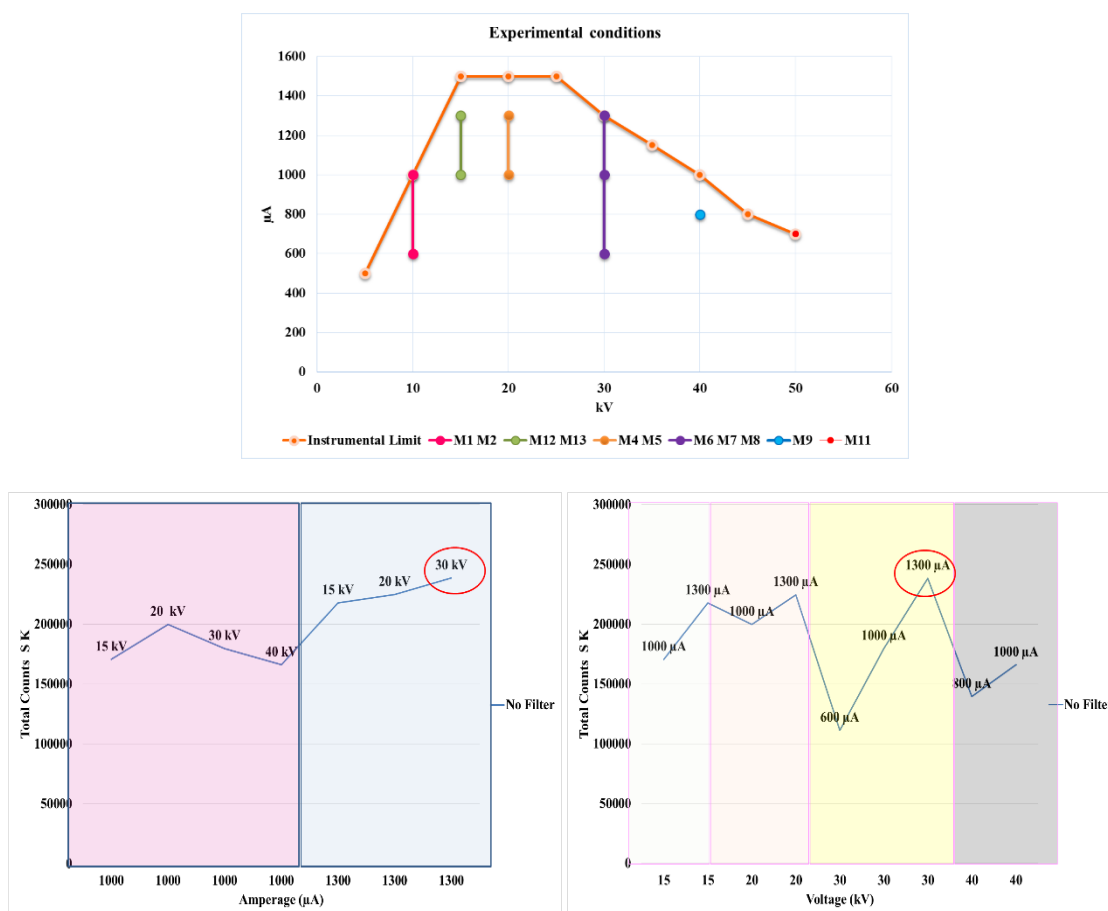 Experimental conditions
1600
1400
1200
1000
800
600
400
200
0
µA
0 10 20 30 40 50 60
kV
Instrumental Limit M1 M2 M12 M13 M4 M5 M6 M7 M8 M9 M11
300000
250000
200000
150000
100000
50000
0
Total Counts S K
15 kV
20 kV
30 kV
40 kV
15 kV
20 kV
30 kV
No Filter
1000 1000 1000 1000 1300 1300 1300
Amperage (µA)
300000
250000
200000
150000
100000
50000
0
Total Counts S K
1000 µA
1300 µA
1000 µA
1300 µA
600 µA
1000 µA
1300 µA
800 µA
1000 µA
No Filte
15 15 20 20 30 30 30 40 40
Voltage (kV)